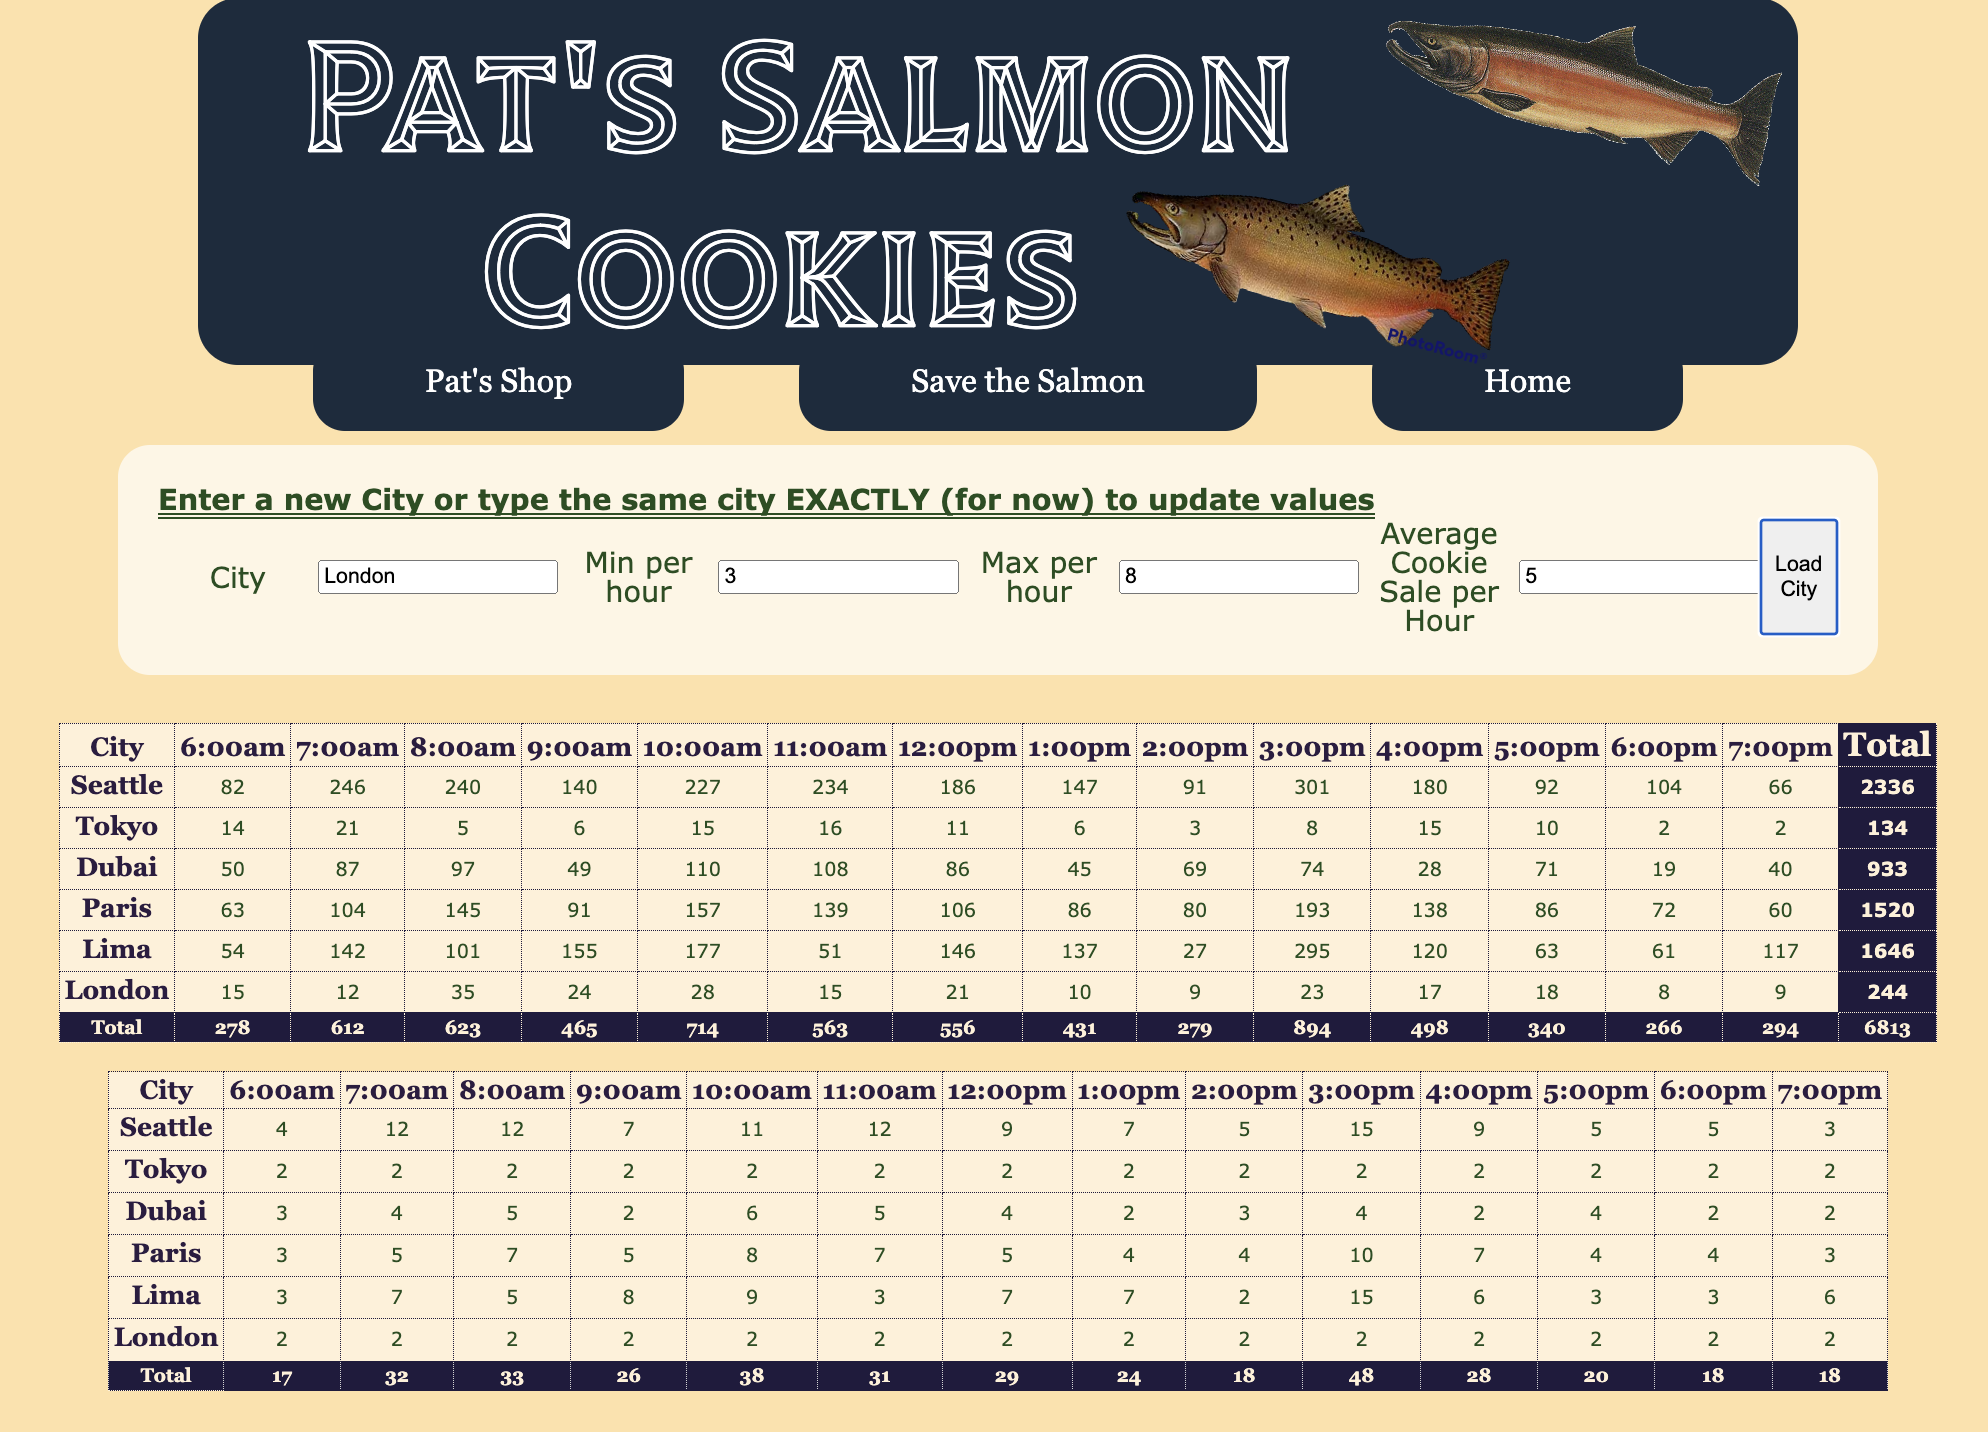 Pat's Salmon
Cookies
PhotoRoom
Pat's Shop Save the Salmon Home
Enter a new City or type the same city EXACTLY (for now) to update values
City London Min per hour 3 Max per hour 8 Average Cookie Sale per Hour 5 Load City
City 6:00am 7:00am 8:00am 9:00am 10:00am 11:00am 12:00pm 1:00pm 2:00pm 3:00pm 4:00pm 5:00pm 6:00pm 7:00pm Total
Seattle 82 246 240 140 227 234 186 147 91 301 180 92 104 66 2336
Tokyo 14 21 5 6 15 16 11 6 3 8 15 10 2 2 134
Dubai 50 87 97 49 110 108 86 45 69 74 28 71 19 40 933
Paris 63 104 145 91 157 139 106 86 80 193 138 86 72 60 1520
Lima 54 142 101 155 177 51 146 137 27 295 120 63 61 117 1646
London 15 12 35 24 28 15 21 10 9 23 17 18 8 9 244
Total 278 612 623 465 714 563 556 431 279 894 498 340 266 294 6813
City 6:00am 7:00am 8:00am 9:00am 10:00am 11:00am 12:00pm 1:00pm 2:00pm 3:00pm 4:00pm 5:00pm 6:00pm 7:00pm
Seattle 4 12 12 7 11 12 9 7 5 15 9 5 5 3
Tokyo 2 2 2 2 2 2 2 2 2 2 2 2 2 2
Dubai 3 4 5 2 6 5 4 2 3 4 2 4 2 2
Paris 3 5 7 5 8 7 5 4 4 10 7 4 4 3
Lima 3 7 5 8 9 3 7 7 2 15 6 3 3 6
London 2 2 2 2 2 2 2 2 2 2 2 2 2 2
Total 17 32 33 26 38 31 29 24 18 48 28 20 18 18